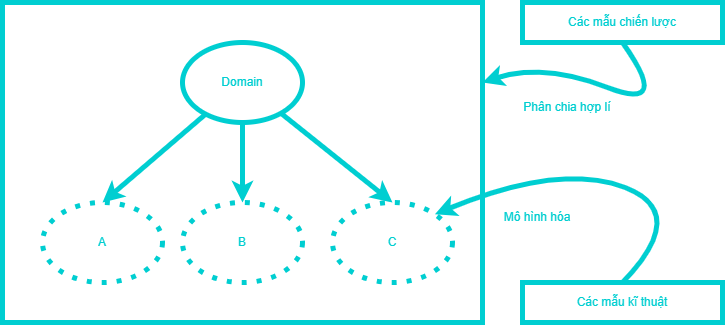 Các mẫu chiến lược
Domain
Phân chia hợp lí
Mô hình hóa
A
B
C
Các mẫu kĩ thuật